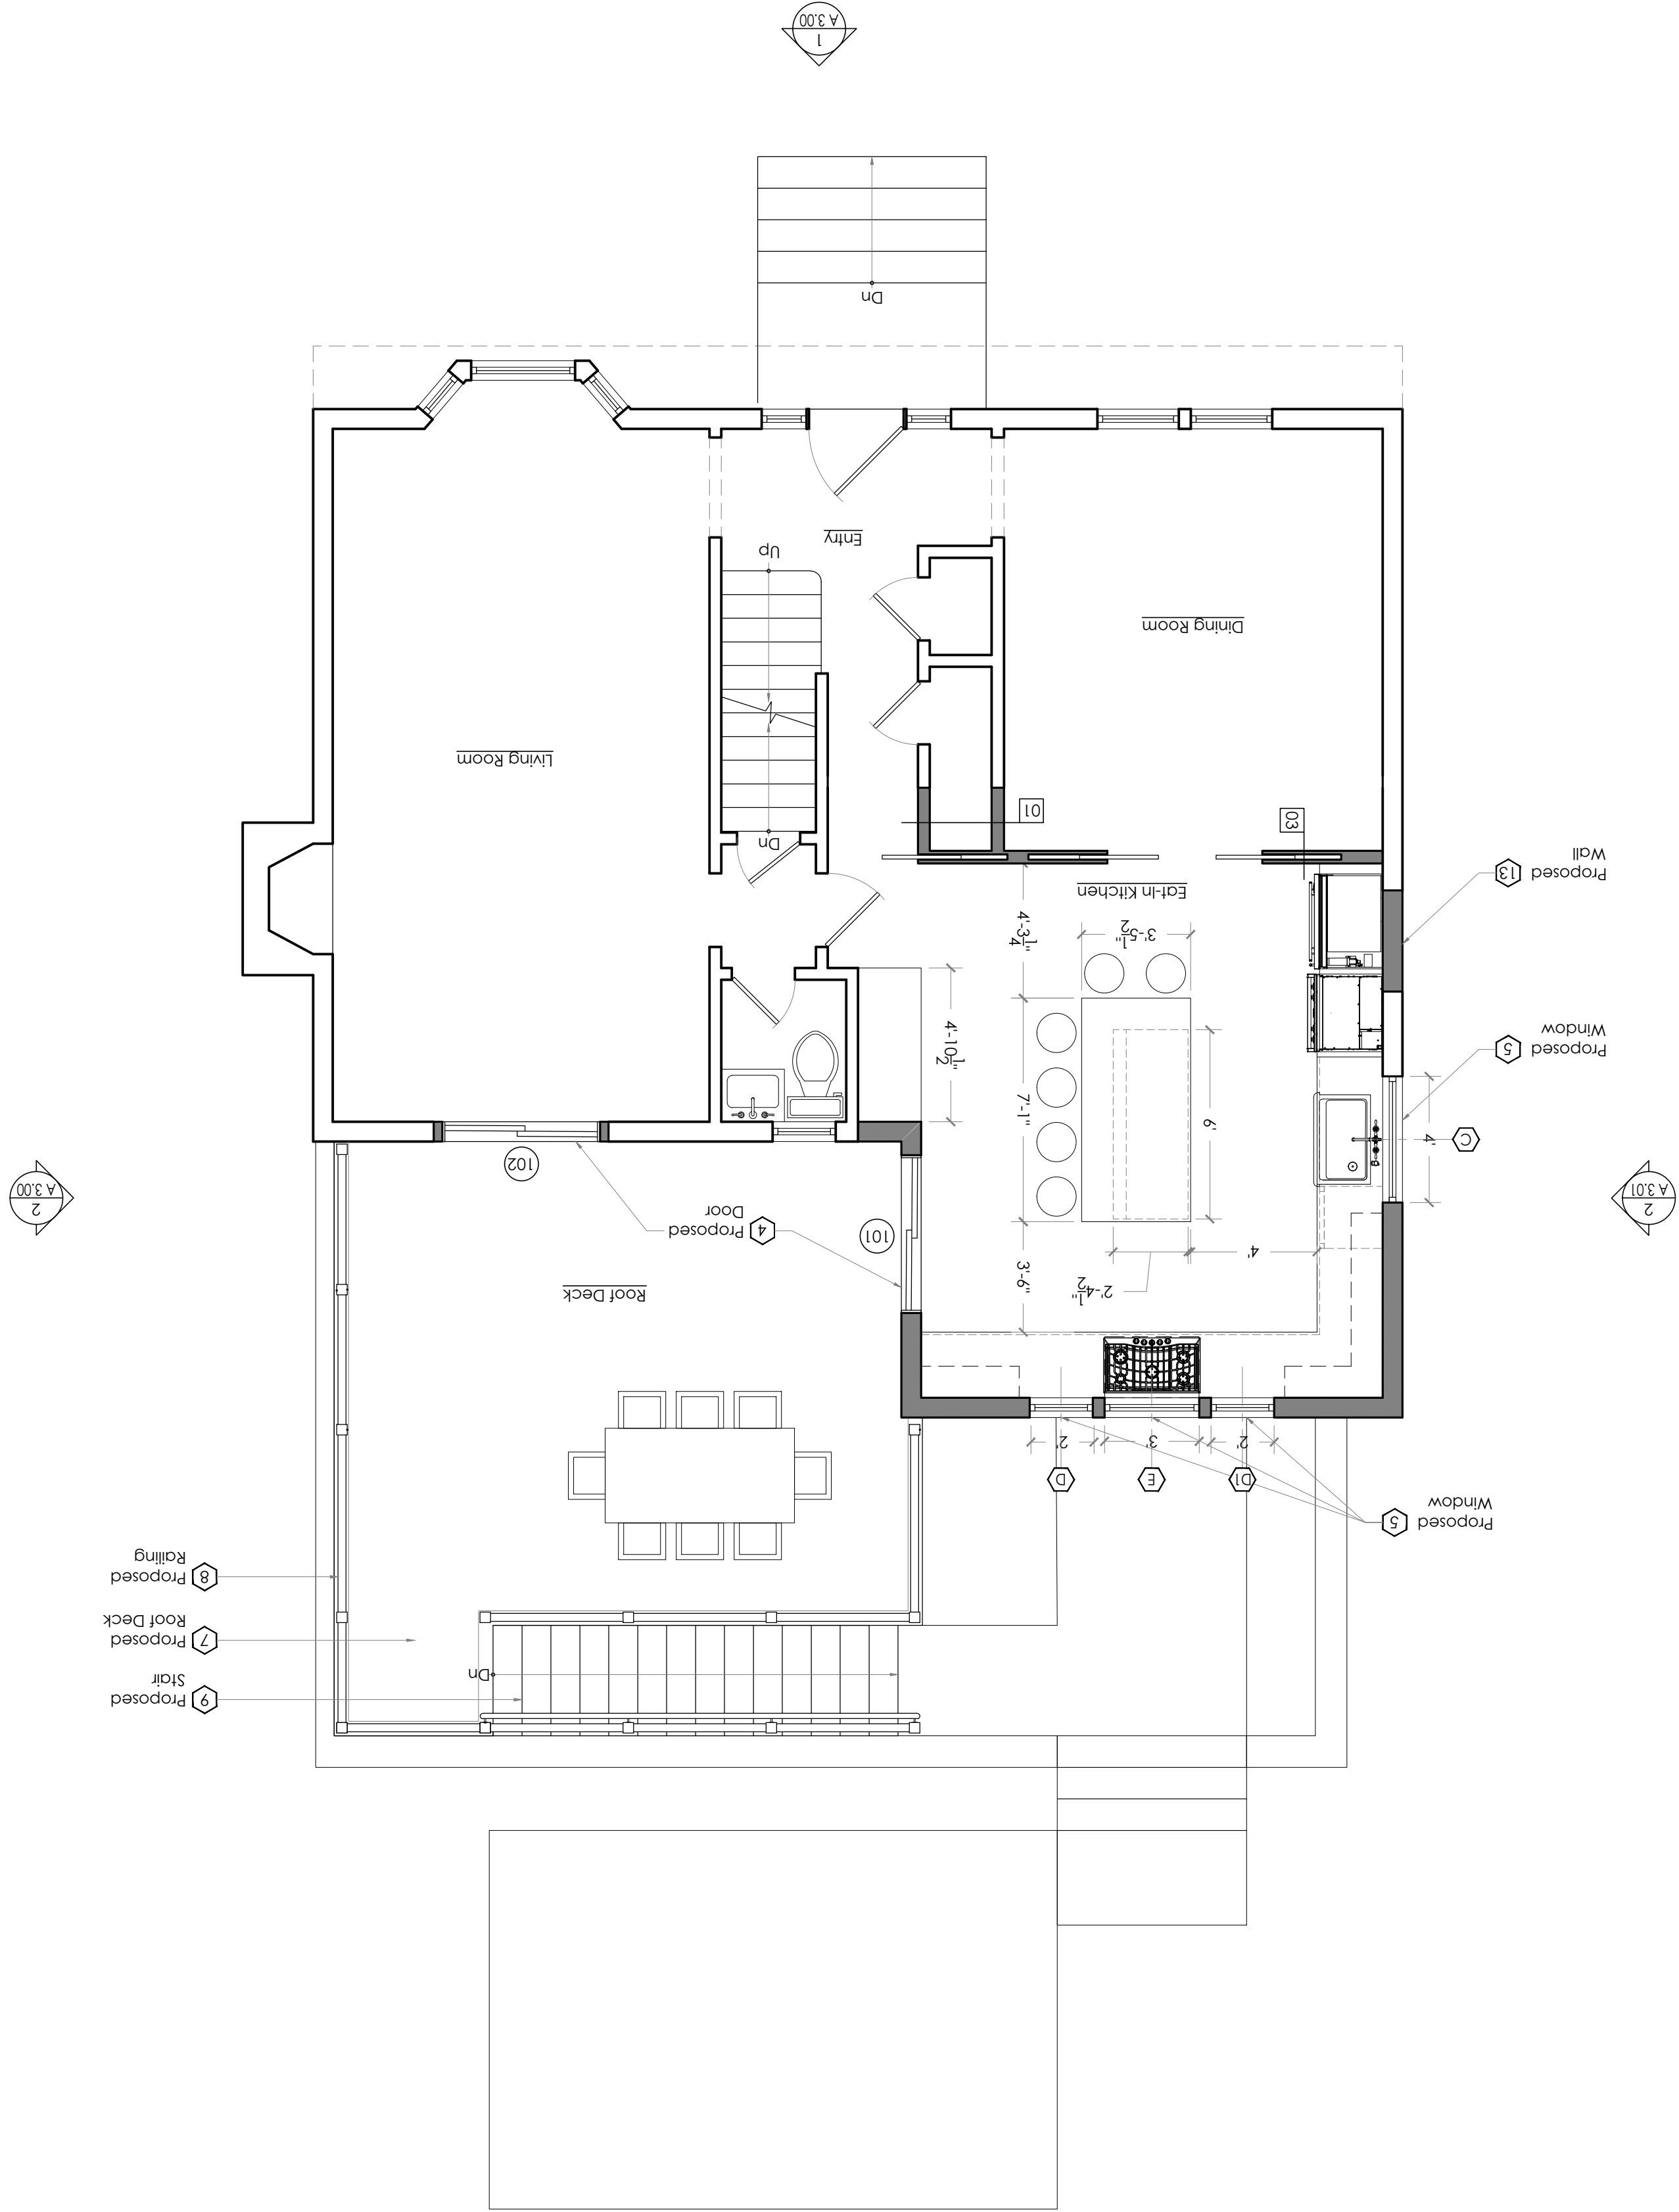 Proposed
Stair
6
Dn
Proposed
Roof Deck
7
Proposed
Railing
8
Proposed
Window
5
D1
E
D
2'
3'
2'
2'-4 1/2"
Roof Deck
3'-6"
4'
101
Proposed
Door
4
2
A 3.01
102
2
A 3.00
C
4'
6'
7'-1"
Proposed
Window
5
4'-10 1/2"
3'-5 1/2"
4'-3 1/4"
Eat-In Kitchen
Proposed
Wall
13
Dn
03
01
Living Room
Dining Room
Up
Entry
Dn
1
A 3.00